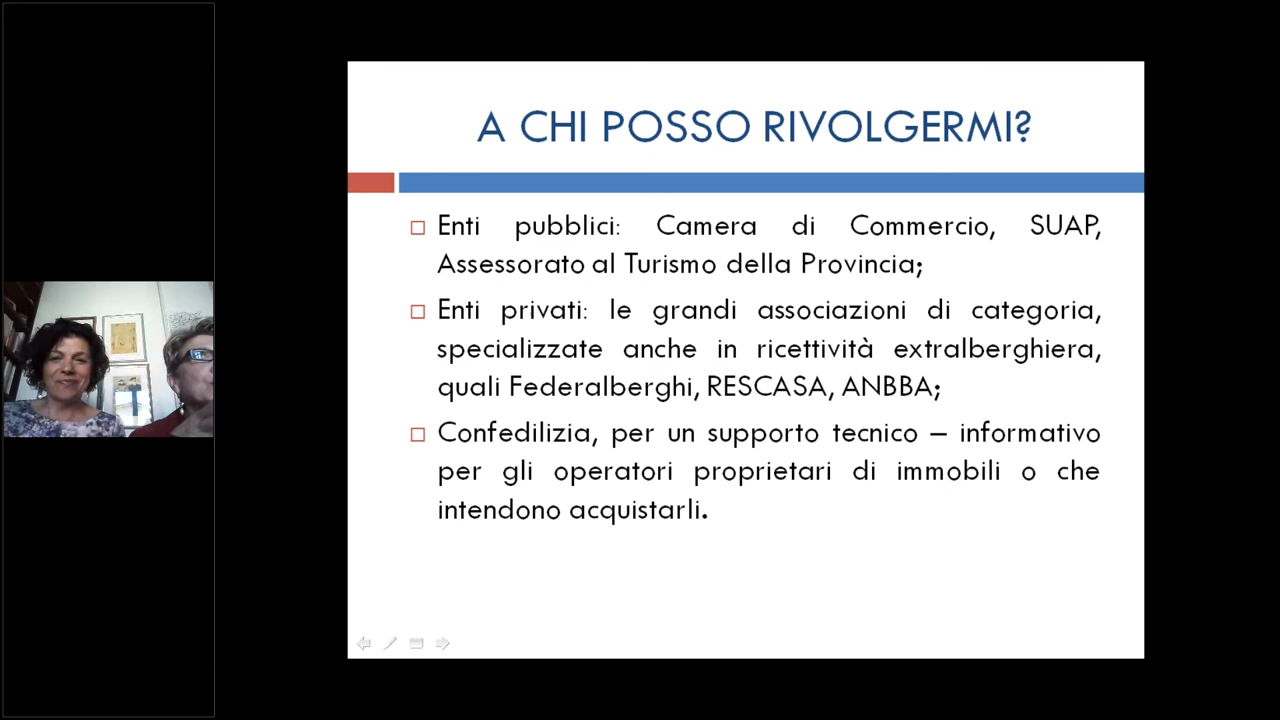 A CHI POSSO RIVOLGERMI?
Enti pubblici: Camera di Commercio, SUAP,
Assessorato al Turismo della Provincia;
Enti privati: le grandi associazioni di categoria,
specializzate anche in ricettività extralberghiera,
quali Federalberghi, RESCASA, ANBBA;
Confedilizia, per un supporto tecnico – informativo
per gli operatori proprietari di immobili o che
intendono acquistarli.